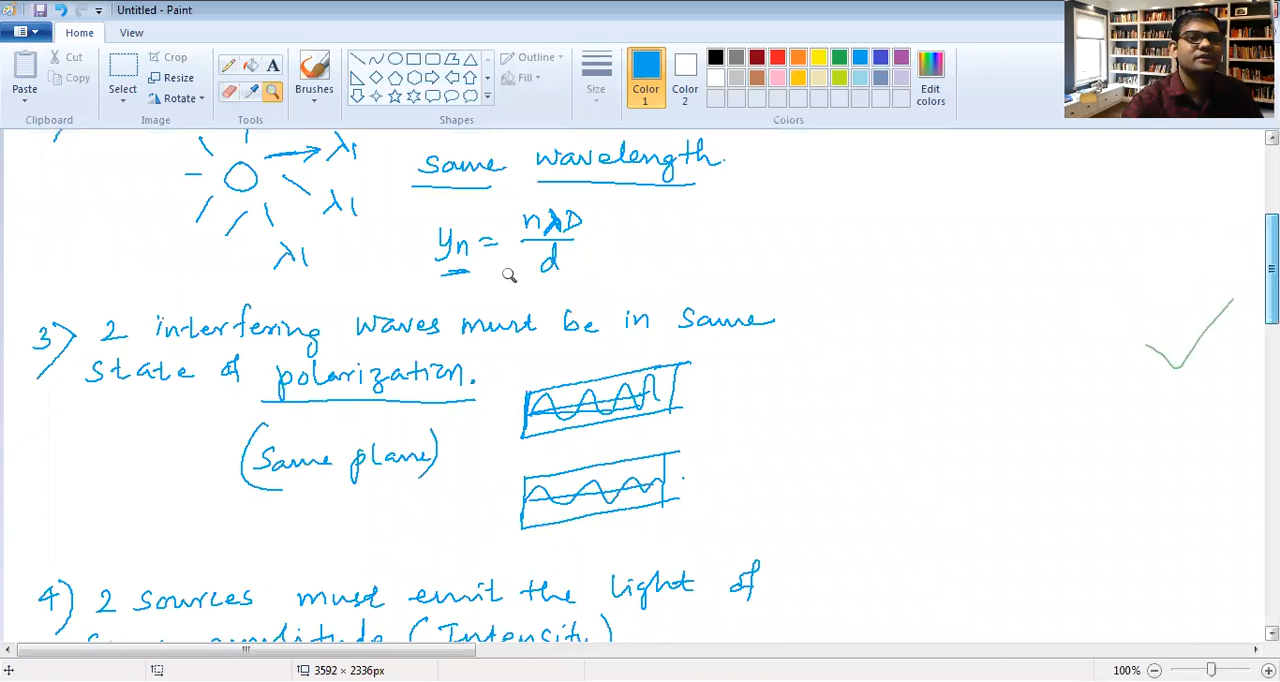 Untitled - Paint
Home
View
Paste
Cut
Copy
Clipboard
Select
Crop
Resize
Rotate
Image
A
Tools
Brushes
Shapes
Outline
Fill
Size
Color 1
Color 2
Edit colors
Colors
λ1
λ1
λ1
same wavelength.
yn = nλD
d
3) 2 interfering waves must be in same
state of polarization.
(Same plane)
4) 2 sources must emit the light of
same amplitude (Intensity)
3592 × 2336px
100%